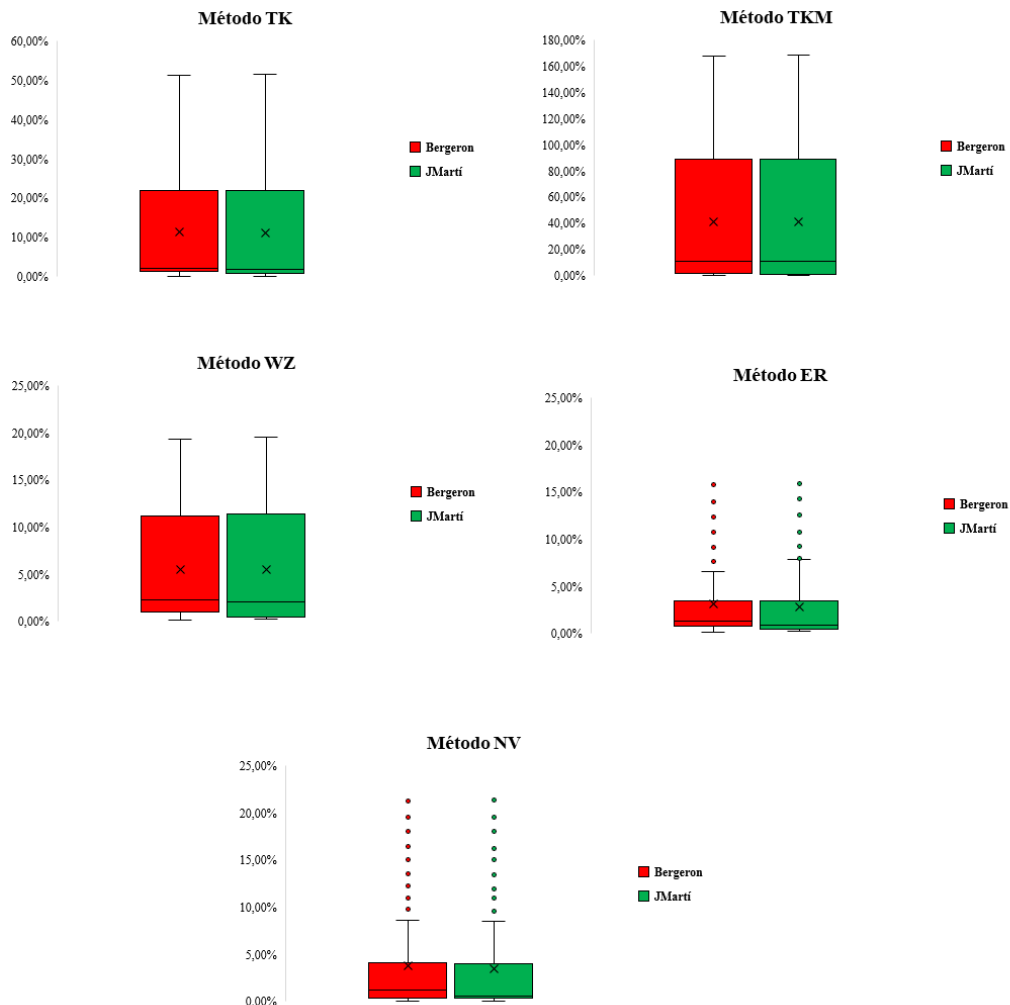 Método TK
60,00%
50,00%
40,00%
30,00%
20,00%
10,00%
0,00%
Bergeron
JMartí
Método TKM
180,00%
160,00%
140,00%
120,00%
100,00%
80,00%
60,00%
40,00%
20,00%
0,00%
Bergeron
JMartí
Método WZ
25,00%
20,00%
15,00%
10,00%
5,00%
0,00%
Bergeron
JMartí
Método ER
25,00%
20,00%
15,00%
10,00%
5,00%
0,00%
Bergeron
JMartí
Método NV
25,00%
20,00%
15,00%
10,00%
5,00%
0,00%
Bergeron
JMartí